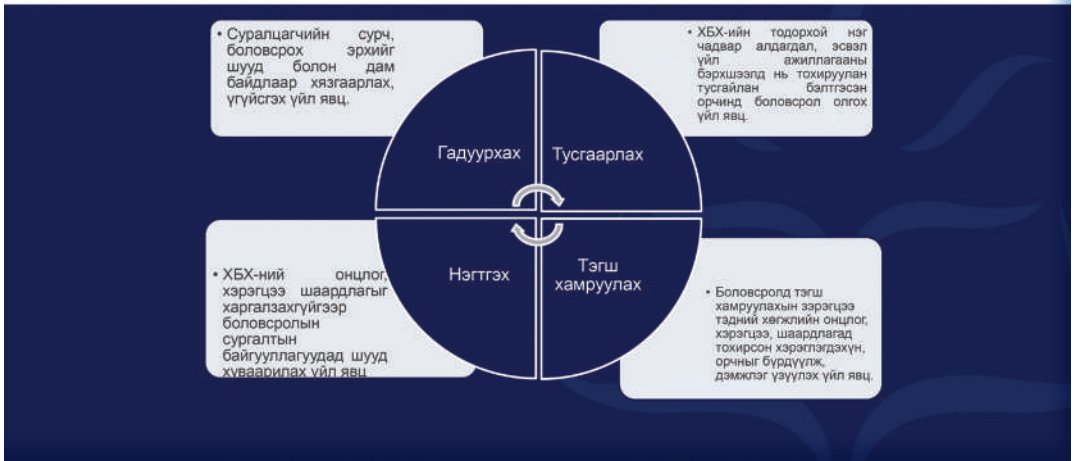 • Суралцагчийн сурч,
боловсрох эрхийг
шууд болон дам
байдлаар хязгаарлах,
үгүйсгэх үйл явц.
• ХБХ-ийн тодорхой нэг
чадвар алдагдал, эсвэл
үйл ажиллагааны
бэрхшээлд нь тохируулан
тусгайлан бэлтгэсэн
орчинд боловсрол олгох
үйл явц.
Гадуурхах
Тусгаарлах
Нэгтгэх
Тэгш
хамруулах
• ХБХ-ний онцлог,
хэрэгцээ шаардлагыг
харгалзахгүйгээр
боловсролын
сургалтын
байгууллагуудад шууд
хуваарилах үйл явц
• Боловсролд тэгш
хамруулахын зэрэгцээ
тэдний хөгжлийн онцлог,
хэрэгцээ, шаардлагад
тохирсон хэрэглэгдэхүн,
орчныг бүрдүүлж,
дэмжлэг үзүүлэх үйл явц.